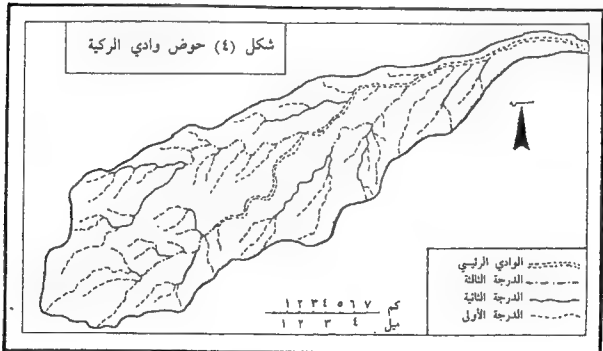 شكل (٤) حوض وادي الركية
الوادي الرئيسي
الدرجة الثالثة
الدرجة الثانية
الدرجة الأولى
١ ٢ ٣ ٤ ٥ ٦ ٧ كم
١ ٢ ٣ ٤ ميل